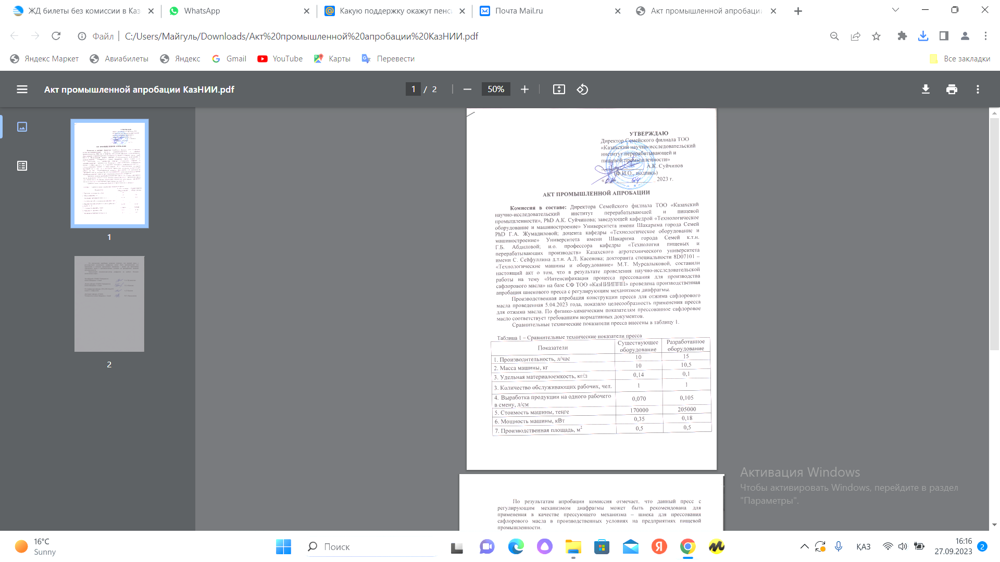 ЖД билеты без комиссии в Каз
WhatsApp
Какую поддержку окажут пенси
Почта Mail.ru
Акт промышленной апробации
Файл
C:/Users/Майгуль/Downloads/Акт%20промышленной%20апробации%20КазНИИ.pdf
Яндекс Маркет
Авиабилеты
Яндекс
Gmail
YouTube
Карты
Перевести
Все закладки
Акт промышленной апробации КазНИИ.pdf
1 / 2
50%
1
2
УТВЕРЖДАЮ
Директор Семейского филиала ТОО
«Казахский научно-исследовательский
институт перерабатывающей и
пищевой промышленности»
А.К. Суйчинов
(Ф.И.О., подпись)
« 07 » 04 2023 г.
АКТ ПРОМЫШЛЕННОЙ АПРОБАЦИИ
Комиссия в составе: Директора Семейского филиала ТОО «Казахский
научно-исследовательский институт перерабатывающей и пищевой
промышленности», PhD А.К. Суйчинова; заведующей кафедрой «Технологическое
оборудование и машиностроение» Университета имени Шакарима города Семей
PhD Г.А. Жумадиловой; доцента кафедры «Технологическое оборудование и
машиностроение» Университета имени Шакарима города Семей к.т.н.
Г.Б. Абдиловой; и.о. профессора кафедры «Технология пищевых и
перерабатывающих производств» Казахского агротехнического университета
имени С. Сейфуллина д.т.н. А.Л. Касенова; докторанта специальности 8D07101 –
«Технологические машины и оборудование» М.Т. Мурсалыковой, составили
настоящий акт о том, что в результате проведения научно-исследовательской
работы на тему «Интенсификация процесса прессования для производства
сафлорового масла» на базе СФ ТОО «КазНИИППП» проведена производственная
апробация шнекового пресса с регулирующим механизмом диафрагмы.
Производственная апробация конструкции пресса для отжима сафлорового
масла проведенная 5.04.2023 года, показало целесообразность применения пресса
для отжима масла. По физико-химическим показателям прессованное сафлоровое
масло соответствует требованиям нормативных документов.
Сравнительные технические показатели пресса внесены в таблицу 1.
Таблица 1 – Сравнительные технические показатели пресса
Показатели
Существующее оборудование
Разработанное оборудование
1. Производительность, л/час 10 15
2. Масса машины, кг 10 10,5
3. Удельная материалоемкость, кг/л 0,14 0,1
3. Количество обслуживающих рабочих, чел. 1 1
4. Выработка продукции на одного рабочего
в смену, л/см 0,070 0,105
5. Стоимость машины, тенге 170000 205000
6. Мощность машины, кВт 0,35 0,18
7. Производственная площадь, м² 0,5 0,5
По результатам апробации комиссия отмечает, что данный пресс с
регулирующим механизмом диафрагмы может быть рекомендована для
применения в качестве прессующего механизма – шнека для прессования
сафлорового масла в производственных условиях на предприятиях пищевой
промышленности.
Активация Windows
Чтобы активировать Windows, перейдите в раздел
"Параметры".
16°C
Sunny
Поиск
ҚАЗ
16:16
27.09.2023
2